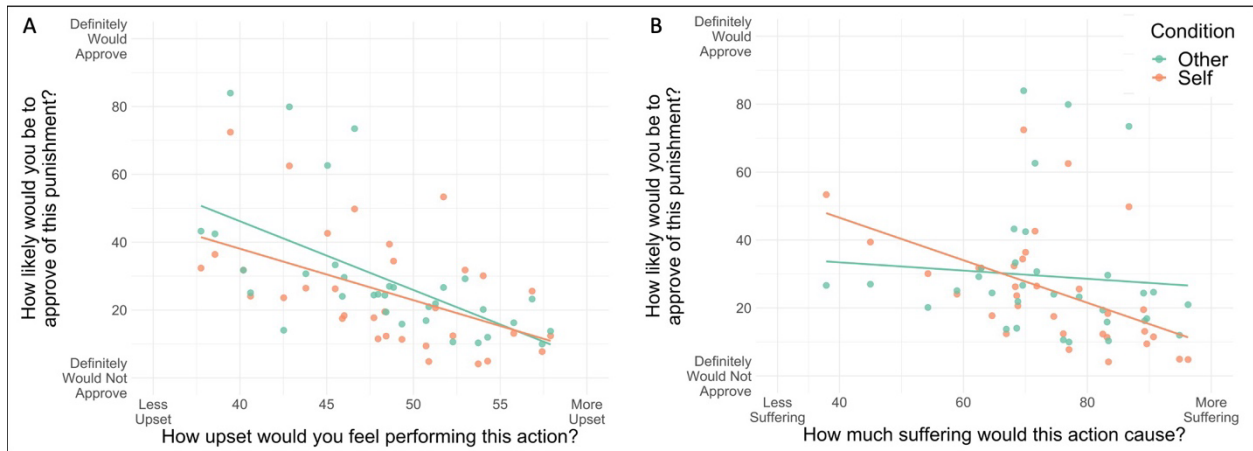 A
Definitely
Would
Approve
80
60
40
20
Definitely
Would Not
Approve
How likely would you be to
approve of this punishment?
Less
Upset
40
45
50
55
More
Upset
How upset would you feel performing this action?
B
Definitely
Would
Approve
80
60
40
20
Definitely
Would Not
Approve
How likely would you be to
approve of this punishment?
Condition
Other
Self
Less
Suffering
40
60
80
More
Suffering
How much suffering would this action cause?